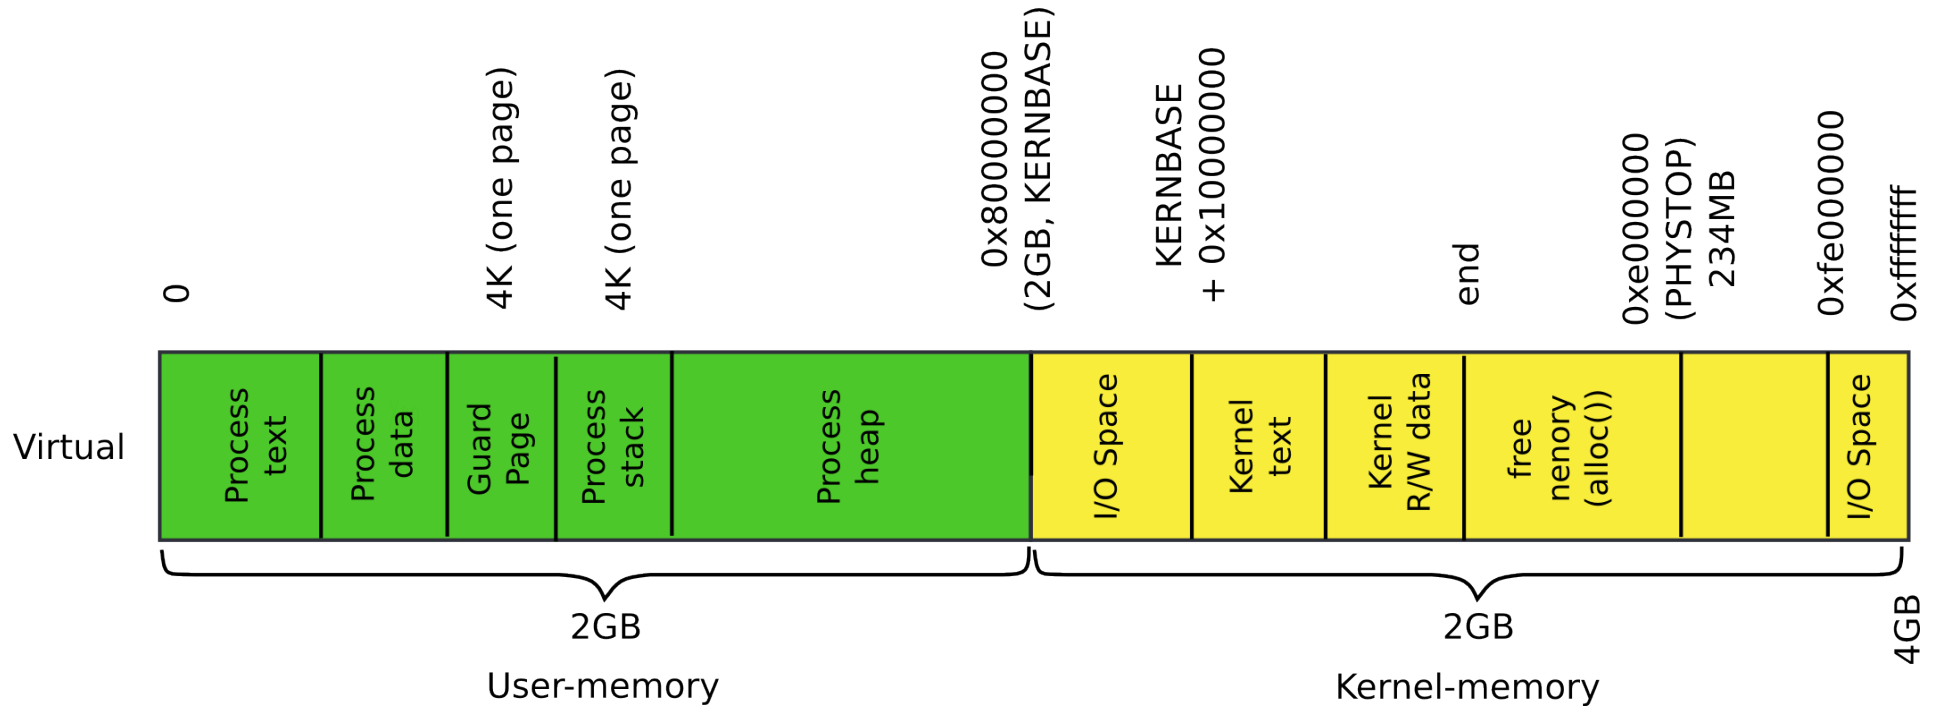 0
4K (one page)
4K (one page)
0x80000000
(2GB, KERNBASE)
KERNBASE
+ 0x10000000
end
0xe000000
(PHYSTOP)
234MB
0xfe000000
0xffffffff
Virtual
Process
text
Process
data
Guard
Page
Process
stack
Process
heap
I/O Space
Kernel
text
Kernel
R/W data
free
nenory
(alloc())
I/O Space
2GB
User-memory
2GB
Kernel-memory
4GB